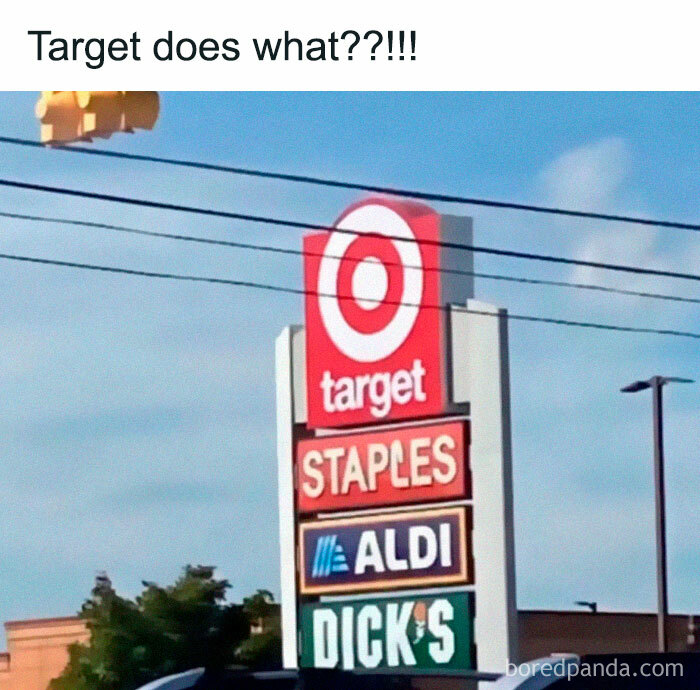 Target does what??!!!
target
STAPLES
ALDI
DICK'S
boredpanda.com